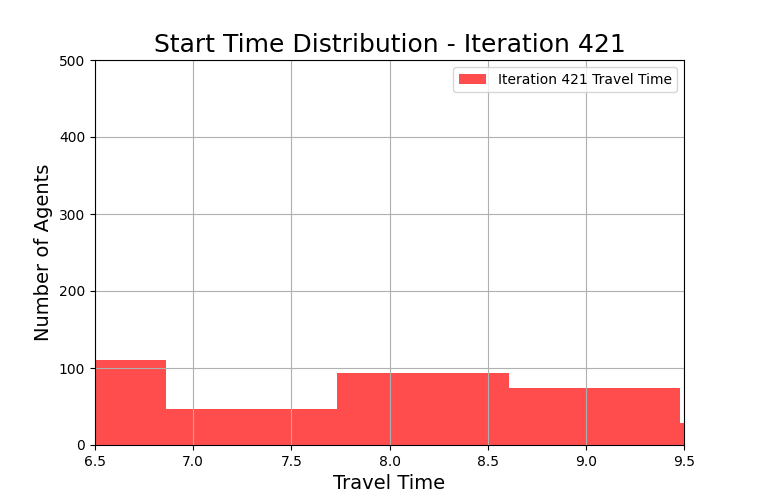 Start Time Distribution - Iteration 421
Iteration 421 Travel Time
Number of Agents
500
400
300
200
100
0
6.5 7.0 7.5 8.0 8.5 9.0 9.5
Travel Time